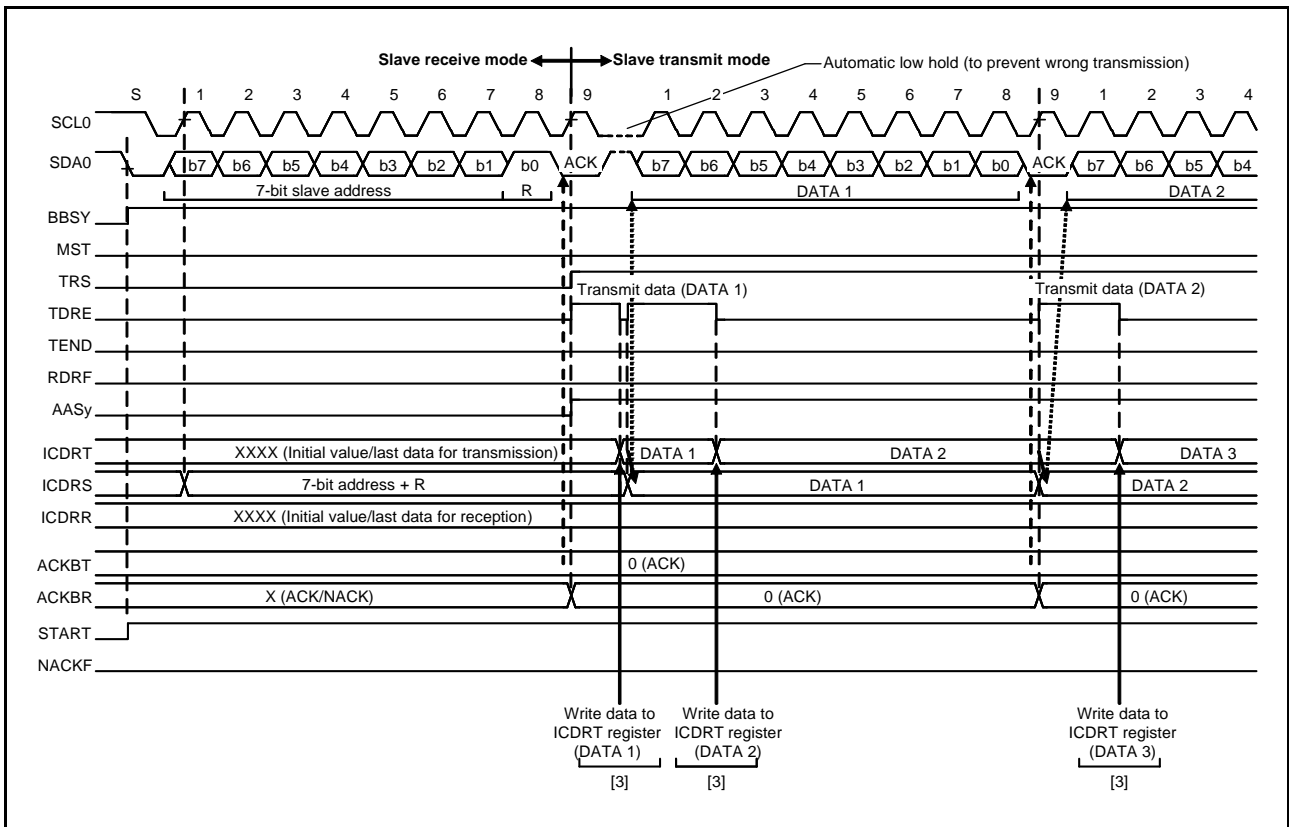 Slave receive mode Slave transmit mode
Automatic low hold (to prevent wrong transmission)
S 1 2 3 4 5 6 7 8 9 1 2 3 4 5 6 7 8 9 1 2 3 4
SCL0
SDA0 b7 b6 b5 b4 b3 b2 b1 b0 ACK b7 b6 b5 b4 b3 b2 b1 b0 ACK b7 b6 b5 b4
7-bit slave address R DATA 1 DATA 2
BBSY
MST
TRS
Transmit data (DATA 1) Transmit data (DATA 2)
TDRE
TEND
RDRF
AASy
ICDRT XXXX (Initial value/last data for transmission) DATA 1 DATA 2 DATA 3
ICDRS 7-bit address + R DATA 1 DATA 2
ICDRR XXXX (Initial value/last data for reception)
ACKBT 0 (ACK)
ACKBR X (ACK/NACK) 0 (ACK) 0 (ACK)
START
NACKF
Write data to Write data to Write data to
ICDRT register ICDRT register ICDRT register
(DATA 1) (DATA 2) (DATA 3)
[3] [3] [3]